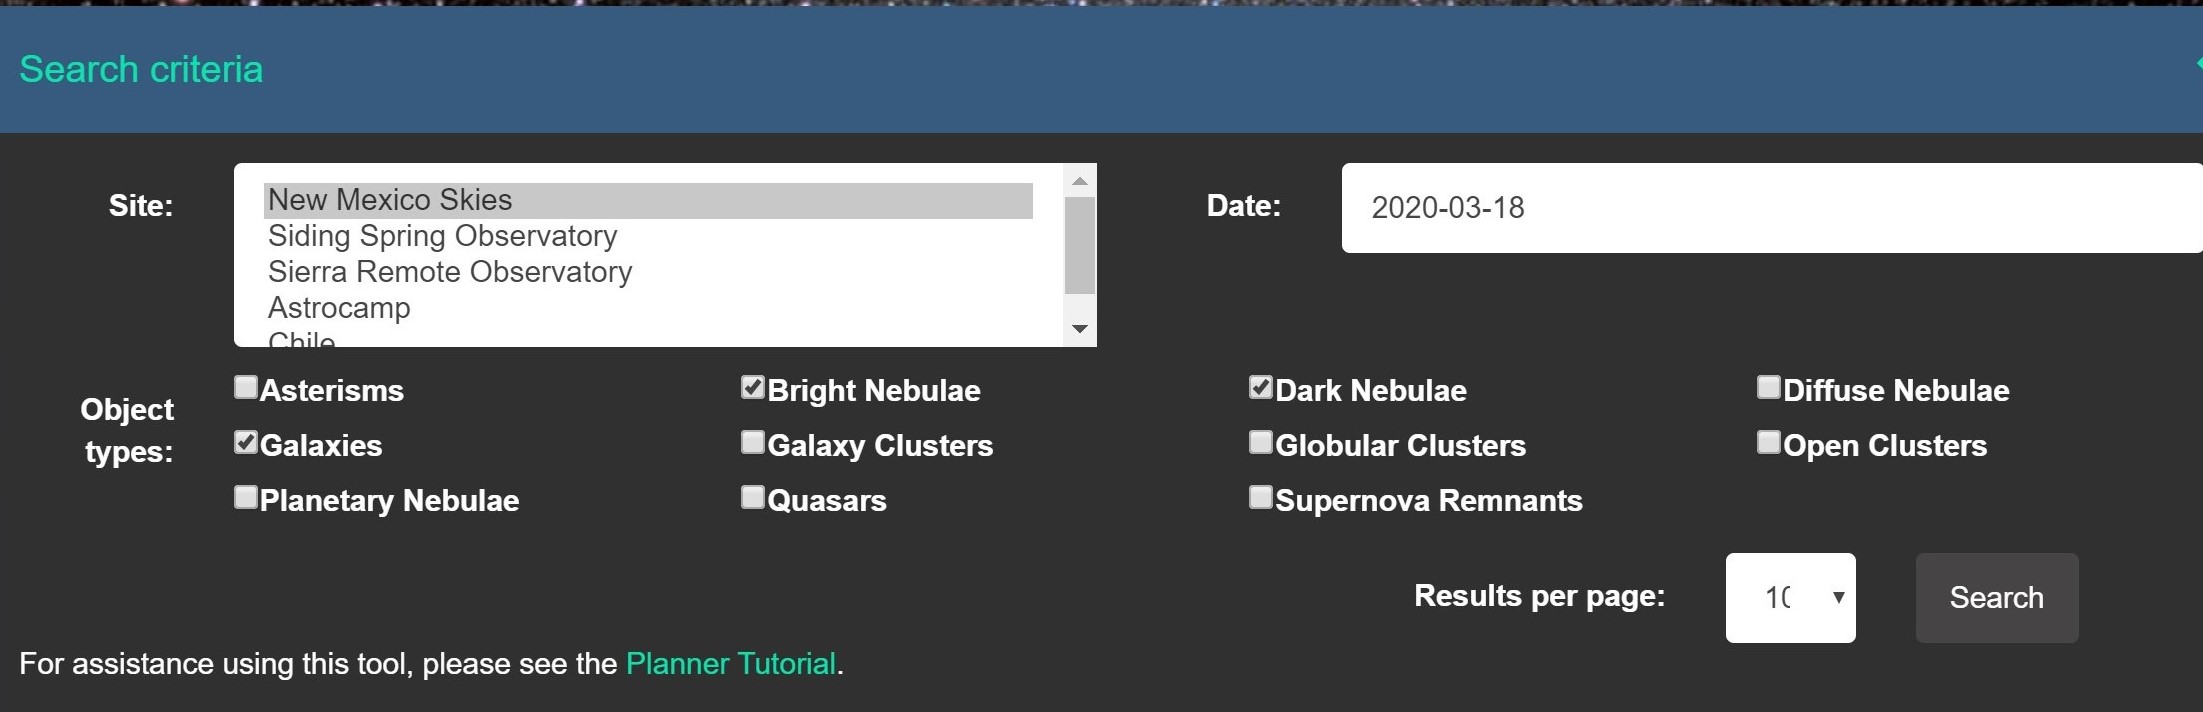 Search criteria
Site:
New Mexico Skies
Siding Spring Observatory
Sierra Remote Observatory
Astrocamp
Chile
Date:
2020-03-18
Object
types:
Asterisms
Bright Nebulae
Dark Nebulae
Diffuse Nebulae
Galaxies
Galaxy Clusters
Globular Clusters
Open Clusters
Planetary Nebulae
Quasars
Supernova Remnants
Results per page:
10
Search
For assistance using this tool, please see the Planner Tutorial.